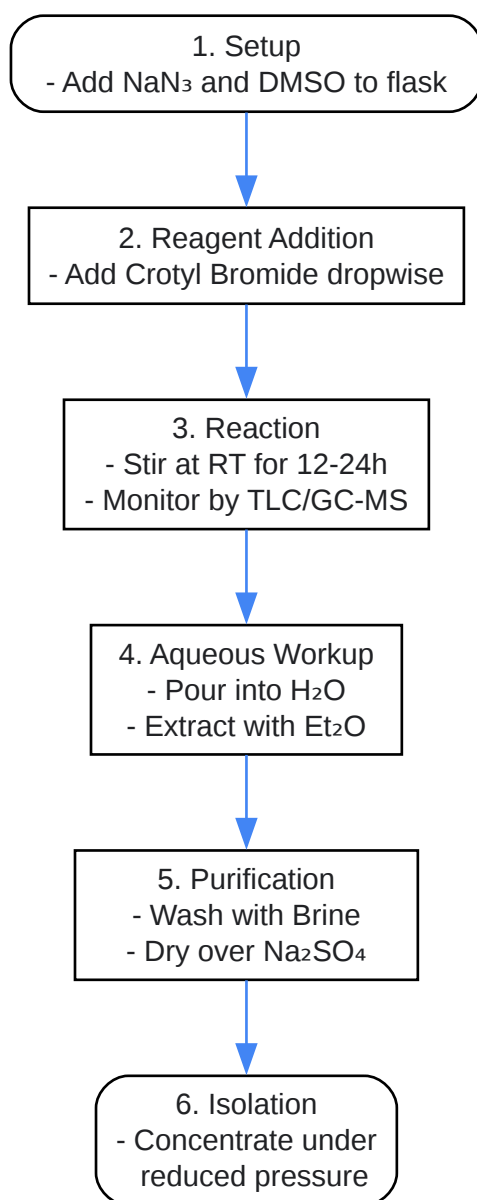 1. Setup
- Add NaN₃ and DMSO to flask
2. Reagent Addition
- Add Crotyl Bromide dropwise
3. Reaction
- Stir at RT for 12-24h
- Monitor by TLC/GC-MS
4. Aqueous Workup
- Pour into H₂O
- Extract with Et₂O
5. Purification
- Wash with Brine
- Dry over Na₂SO₄
6. Isolation
- Concentrate under
reduced pressure